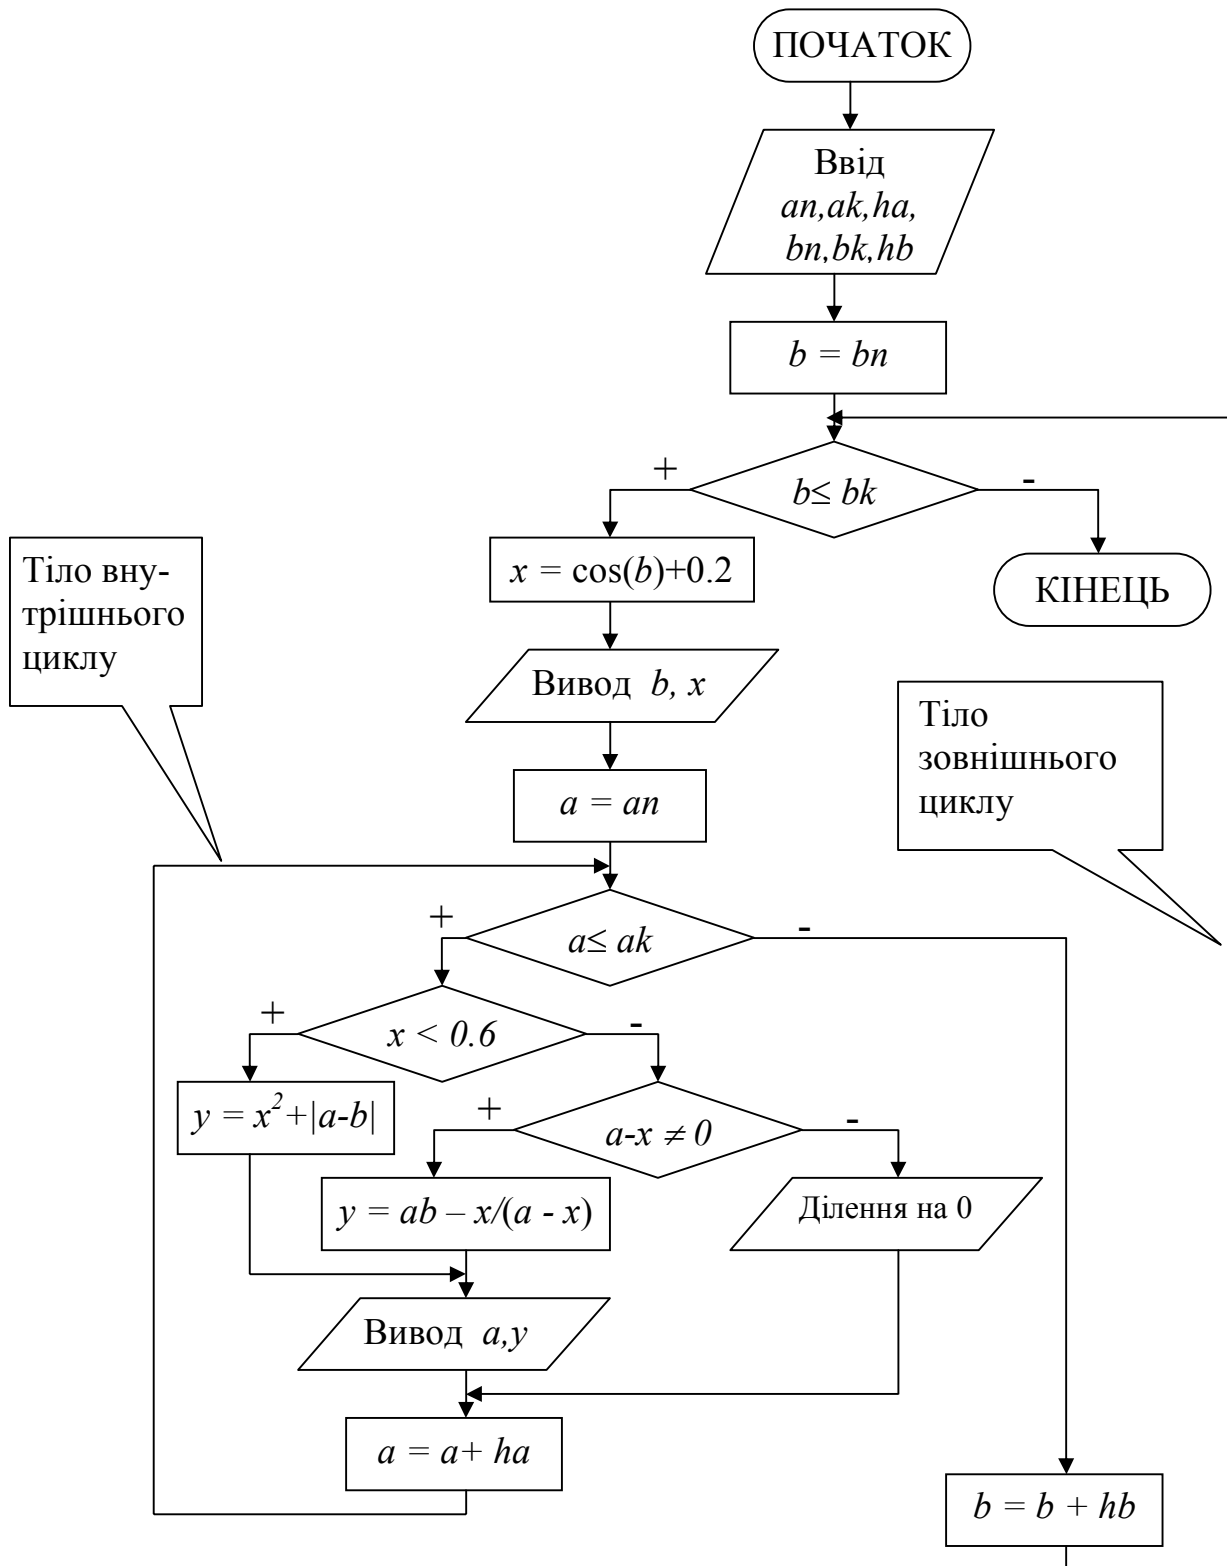 ПОЧАТОК
Ввід
an,ak,ha,
bn,bk,hb
b = bn
+
-
b≤ bk
x = cos(b)+0.2
КІНЕЦЬ
Тіло вну-
трішнього
циклу
Вивод b, x
Тіло
зовнішнього
циклу
a = an
+
-
a≤ ak
+
-
x < 0.6
y = x²+|a-b|
+
-
a-x ≠ 0
y = ab – x/(a - x)
Ділення на 0
Вивод a,y
a = a+ ha
b = b + hb